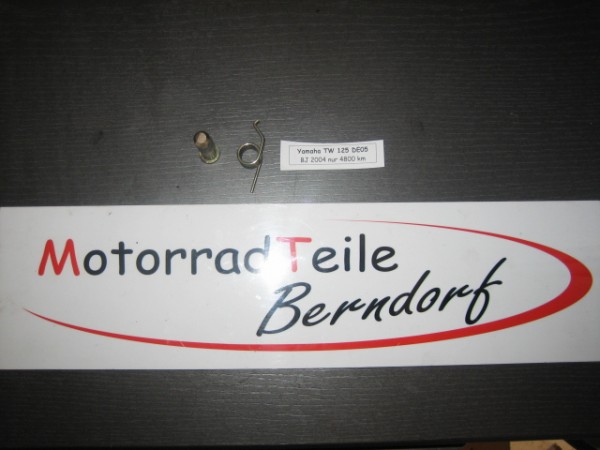 Yamaha TW 125 DE05
BJ 2004 nur 4800 km
MotorradTeile
Berndorf